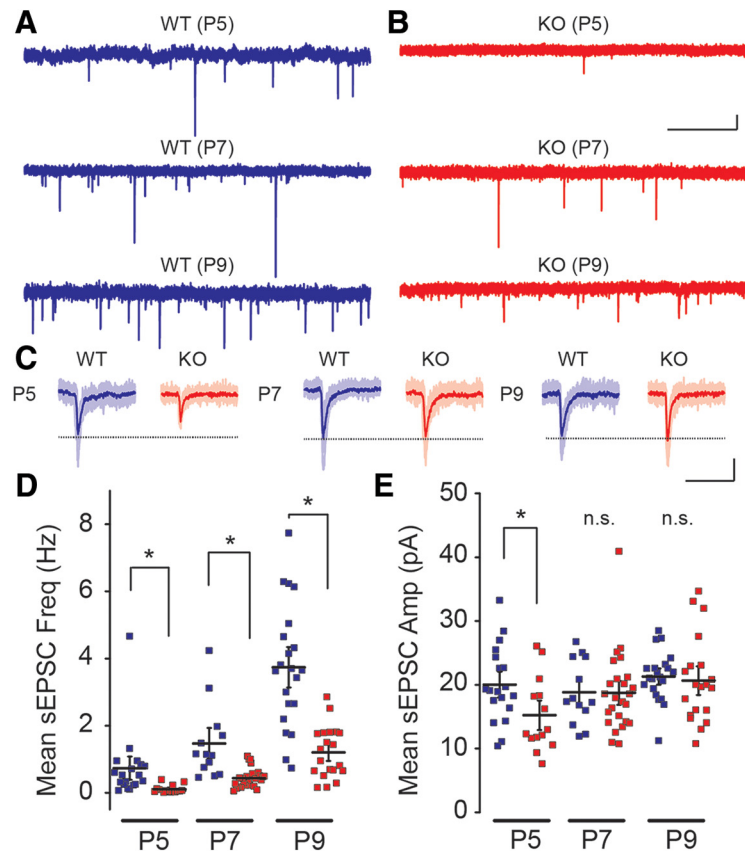 A
B
WT (P5)
KO (P5)
WT (P7)
KO (P7)
WT (P9)
KO (P9)
C
WT
KO
WT
KO
WT
KO
P5
P7
P9
D
E
Mean sEPSC Freq (Hz)
8
6
4
2
0
*
*
*
P5
P7
P9
Mean sEPSC Amp (pA)
50
40
30
20
10
0
*
n.s.
n.s.
P5
P7
P9